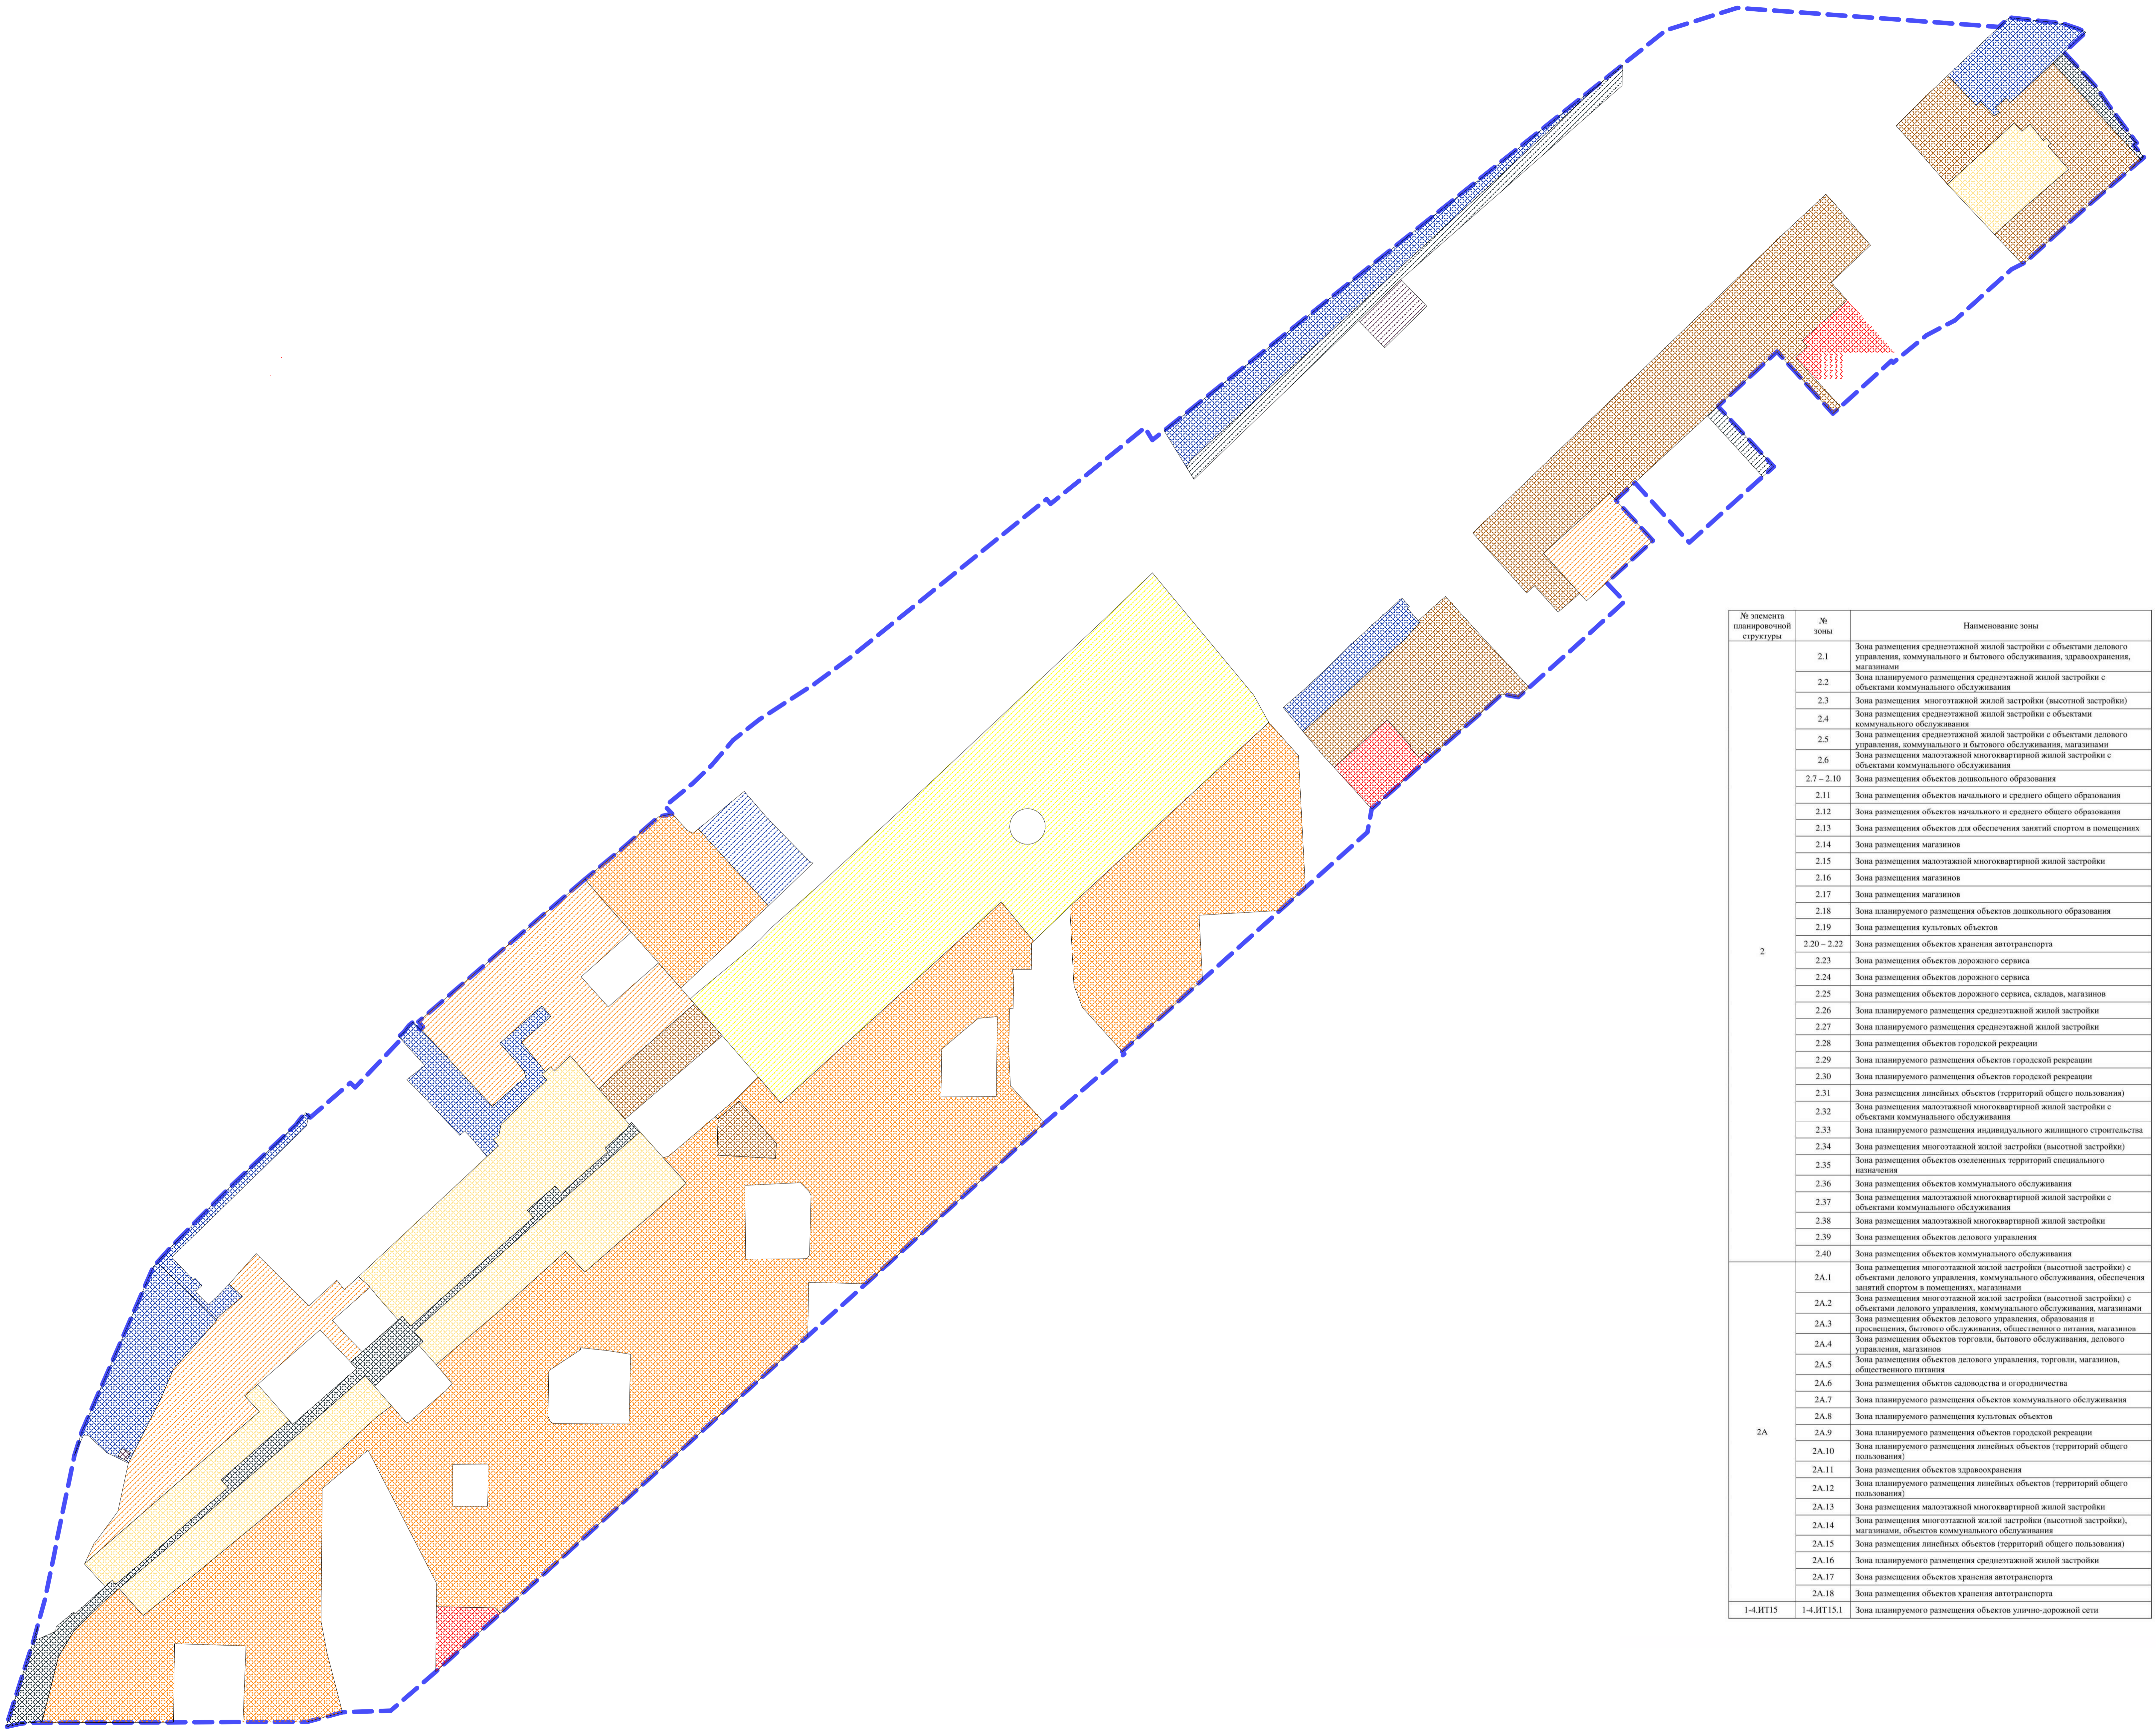 № элемента
планировочной
структуры
№
зоны
Наименование зоны
2
2.1
Зона размещения среднеэтажной жилой застройки с объектами делового
управления, коммунального и бытового обслуживания, здравоохранения,
магазинами
2.2
Зона планируемого размещения среднеэтажной жилой застройки с
объектами коммунального обслуживания
2.3
Зона размещения многоэтажной жилой застройки (высотной застройки)
2.4
Зона размещения среднеэтажной жилой застройки с объектами
коммунального обслуживания
2.5
Зона размещения среднеэтажной жилой застройки с объектами делового
управления, коммунального и бытового обслуживания, магазинами
2.6
Зона размещения малоэтажной многоквартирной жилой застройки с
объектами коммунального обслуживания
2.7 – 2.10
Зона размещения объектов дошкольного образования
2.11
Зона размещения объектов начального и среднего общего образования
2.12
Зона размещения объектов начального и среднего общего образования
2.13
Зона размещения объектов для обеспечения занятий спортом в помещениях
2.14
Зона размещения магазинов
2.15
Зона размещения малоэтажной многоквартирной жилой застройки
2.16
Зона размещения магазинов
2.17
Зона размещения магазинов
2.18
Зона планируемого размещения объектов дошкольного образования
2.19
Зона размещения культовых объектов
2.20 – 2.22
Зона размещения объектов хранения автотранспорта
2.23
Зона размещения объектов дорожного сервиса
2.24
Зона размещения объектов дорожного сервиса
2.25
Зона размещения объектов дорожного сервиса, складов, магазинов
2.26
Зона планируемого размещения среднеэтажной жилой застройки
2.27
Зона планируемого размещения среднеэтажной жилой застройки
2.28
Зона размещения объектов городской рекреации
2.29
Зона планируемого размещения объектов городской рекреации
2.30
Зона планируемого размещения объектов городской рекреации
2.31
Зона размещения линейных объектов (территорий общего пользования)
2.32
Зона размещения малоэтажной многоквартирной жилой застройки с
объектами коммунального обслуживания
2.33
Зона планируемого размещения индивидуального жилищного строительства
2.34
Зона размещения многоэтажной жилой застройки (высотной застройки)
2.35
Зона размещения объектов озелененных территорий специального
назначения
2.36
Зона размещения объектов коммунального обслуживания
2.37
Зона размещения малоэтажной многоквартирной жилой застройки с
объектами коммунального обслуживания
2.38
Зона размещения малоэтажной многоквартирной жилой застройки
2.39
Зона размещения объектов делового управления
2.40
Зона размещения объектов коммунального обслуживания
2А
2А.1
Зона размещения многоэтажной жилой застройки (высотной застройки) с
объектами делового управления, коммунального обслуживания, обеспечения
занятий спортом в помещениях, магазинами
2А.2
Зона размещения многоэтажной жилой застройки (высотной застройки) с
объектами делового управления, коммунального обслуживания, магазинами
2А.3
Зона размещения объектов делового управления, образования и
просвещения, бытового обслуживания, общественного питания, магазинов
2А.4
Зона размещения объектов торговли, бытового обслуживания, делового
управления, магазинов
2А.5
Зона размещения объектов делового управления, торговли, магазинов,
общественного питания
2А.6
Зона размещения объктов садоводства и огородничества
2А.7
Зона планируемого размещения объектов коммунального обслуживания
2А.8
Зона планируемого размещения культовых объектов
2А.9
Зона планируемого размещения объектов городской рекреации
2А.10
Зона планируемого размещения линейных объектов (территорий общего
пользования)
2А.11
Зона размещения объектов здравоохранения
2А.12
Зона планируемого размещения линейных объектов (территорий общего
пользования)
2А.13
Зона размещения малоэтажной многоквартирной жилой застройки
2А.14
Зона размещения многоэтажной жилой застройки (высотной застройки),
магазинами, объектов коммунального обслуживания
2А.15
Зона размещения линейных объектов (территорий общего пользования)
2А.16
Зона планируемого размещения среднеэтажной жилой застройки
2А.17
Зона размещения объектов хранения автотранспорта
2А.18
Зона размещения объектов хранения автотранспорта
1-4.ИТ15
1-4.ИТ15.1
Зона планируемого размещения объектов улично-дорожной сети